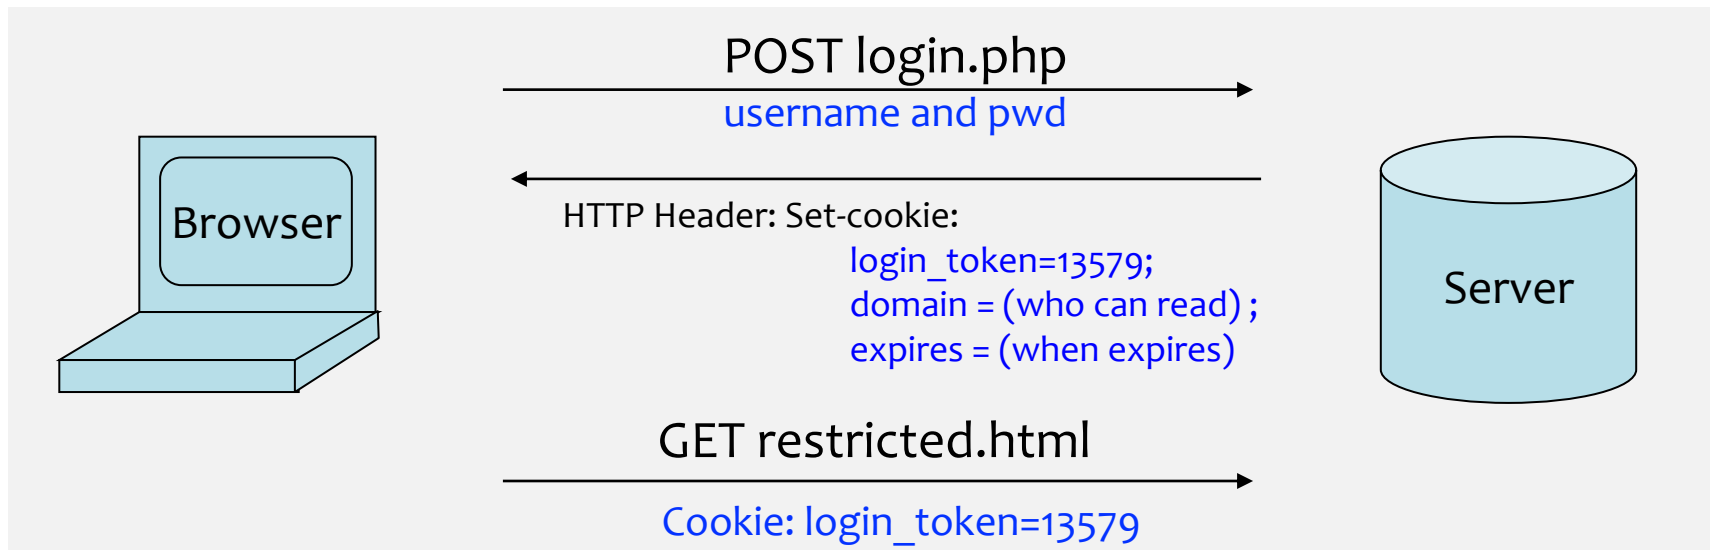 POST login.php
username and pwd
Browser
HTTP Header: Set-cookie:
login_token=13579;
domain = (who can read) ;
expires = (when expires)
Server
GET restricted.html
Cookie: login_token=13579